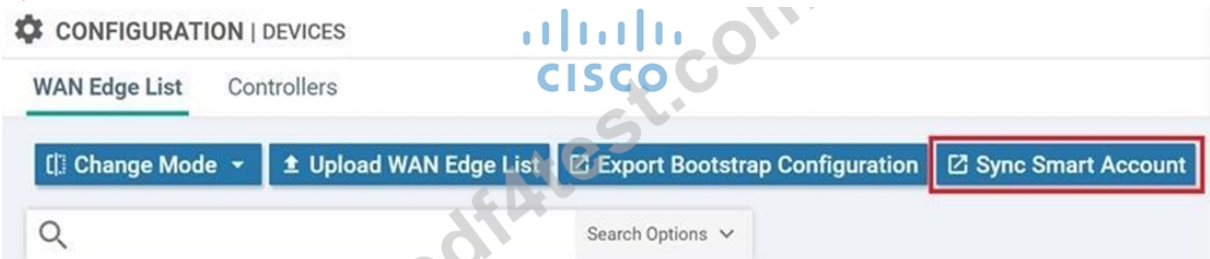 CONFIGURATION | DEVICES
CISCO
WAN Edge List Controllers
Change Mode Upload WAN Edge List Export Bootstrap Configuration Sync Smart Account
Search Options